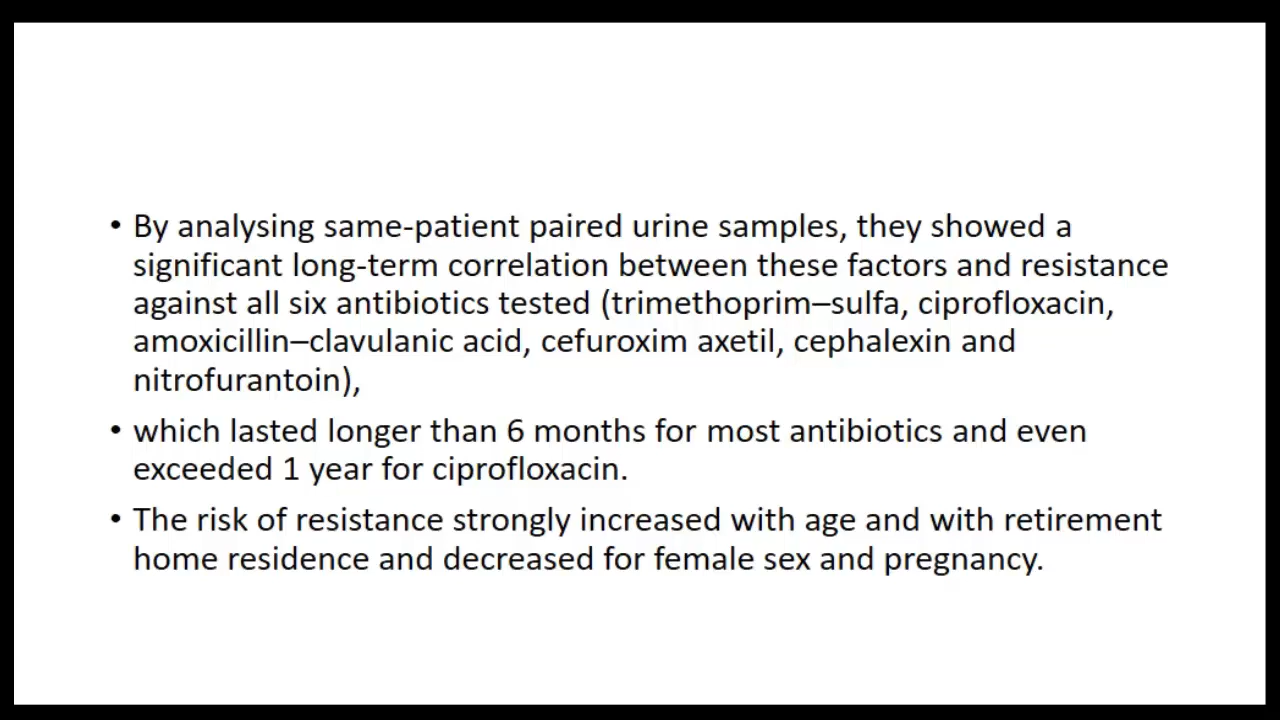 • By analysing same-patient paired urine samples, they showed a
significant long-term correlation between these factors and resistance
against all six antibiotics tested (trimethoprim–sulfa, ciprofloxacin,
amoxicillin–clavulanic acid, cefuroxim axetil, cephalexin and
nitrofurantoin),
• which lasted longer than 6 months for most antibiotics and even
exceeded 1 year for ciprofloxacin.
• The risk of resistance strongly increased with age and with retirement
home residence and decreased for female sex and pregnancy.